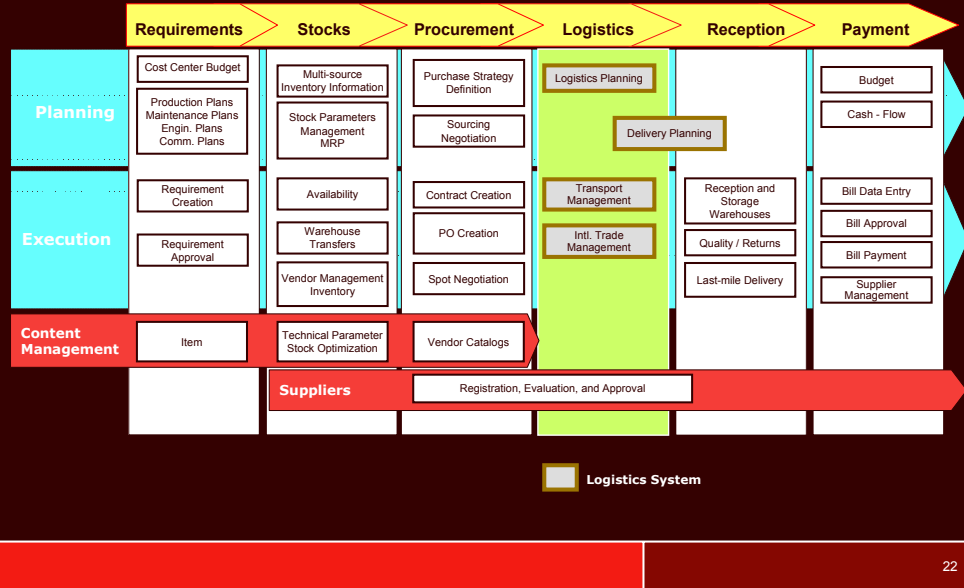 Requirements
Stocks
Procurement
Logistics
Reception
Payment
Planning
Cost Center Budget
Production Plans
Maintenance Plans
Engin. Plans
Comm. Plans
Multi-source
Inventory Information
Stock Parameters
Management
MRP
Purchase Strategy
Definition
Sourcing
Negotiation
Logistics Planning
Delivery Planning
Budget
Cash - Flow
Execution
Requirement
Creation
Requirement
Approval
Availability
Warehouse
Transfers
Vendor Management
Inventory
Contract Creation
PO Creation
Spot Negotiation
Transport
Management
Intl. Trade
Management
Reception and
Storage
Warehouses
Quality / Returns
Last-mile Delivery
Bill Data Entry
Bill Approval
Bill Payment
Supplier
Management
Content
Management
Item
Technical Parameter
Stock Optimization
Vendor Catalogs
Suppliers
Registration, Evaluation, and Approval
Logistics System
22